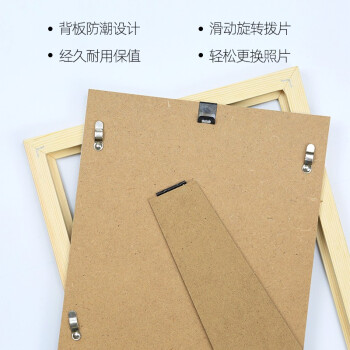 背板防潮设计
滑动旋转拨片
经久耐用保值
轻松更换照片